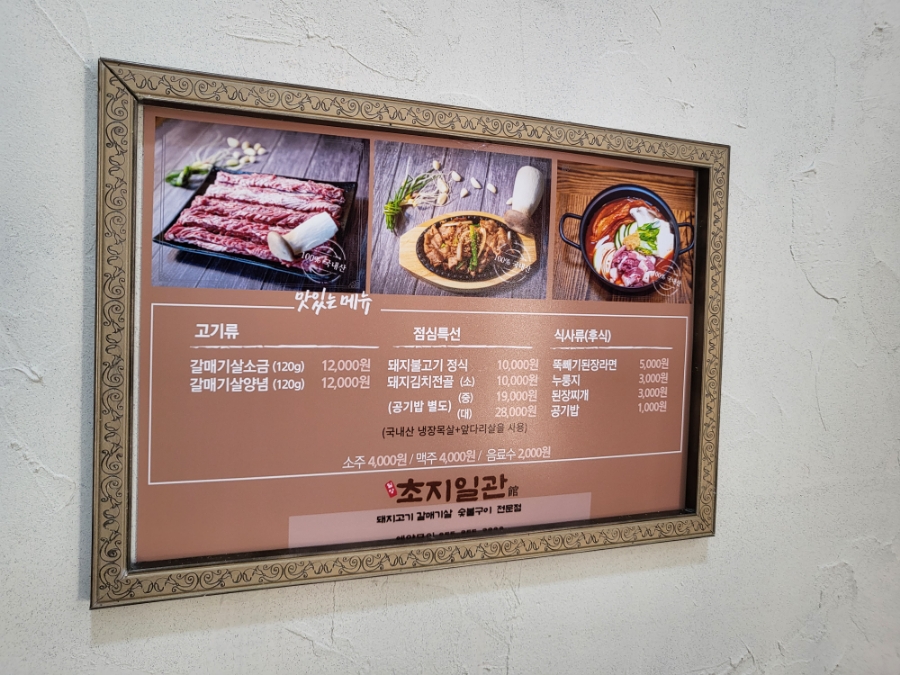 100% 국내산
100% 국내산
맛있는 메뉴
고기류
갈매기살소금 (120g) 12,000원
갈매기살양념 (120g) 12,000원
점심특선
돼지불고기 정식 10,000원
돼지김치전골 (소) 10,000원
(중) 19,000원
(공기밥 별도) (대) 28,000원
(국내산 냉장목살+앞다리살을 사용)
식사류(후식)
뚝빼기된장라면 5,000원
누룽지 3,000원
된장찌개 3,000원
공기밥 1,000원
소주 4,000원 / 맥주 4,000원 / 음료수 2,000원
초지일관 館
돼지고기 갈매기살 숯불구이 전문점